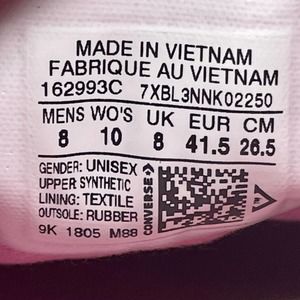 MADE IN VIETNAM
FABRIQUE AU VIETNAM
162993C 7XBL3NNK02250
MENS WO'S UK EUR CM
8 10 8 41.5 26.5
GENDER: UNISEX
UPPER: SYNTHETIC
LINING: TEXTILE
OUTSOLE: RUBBER
9K 1805 M88
CONVERSE